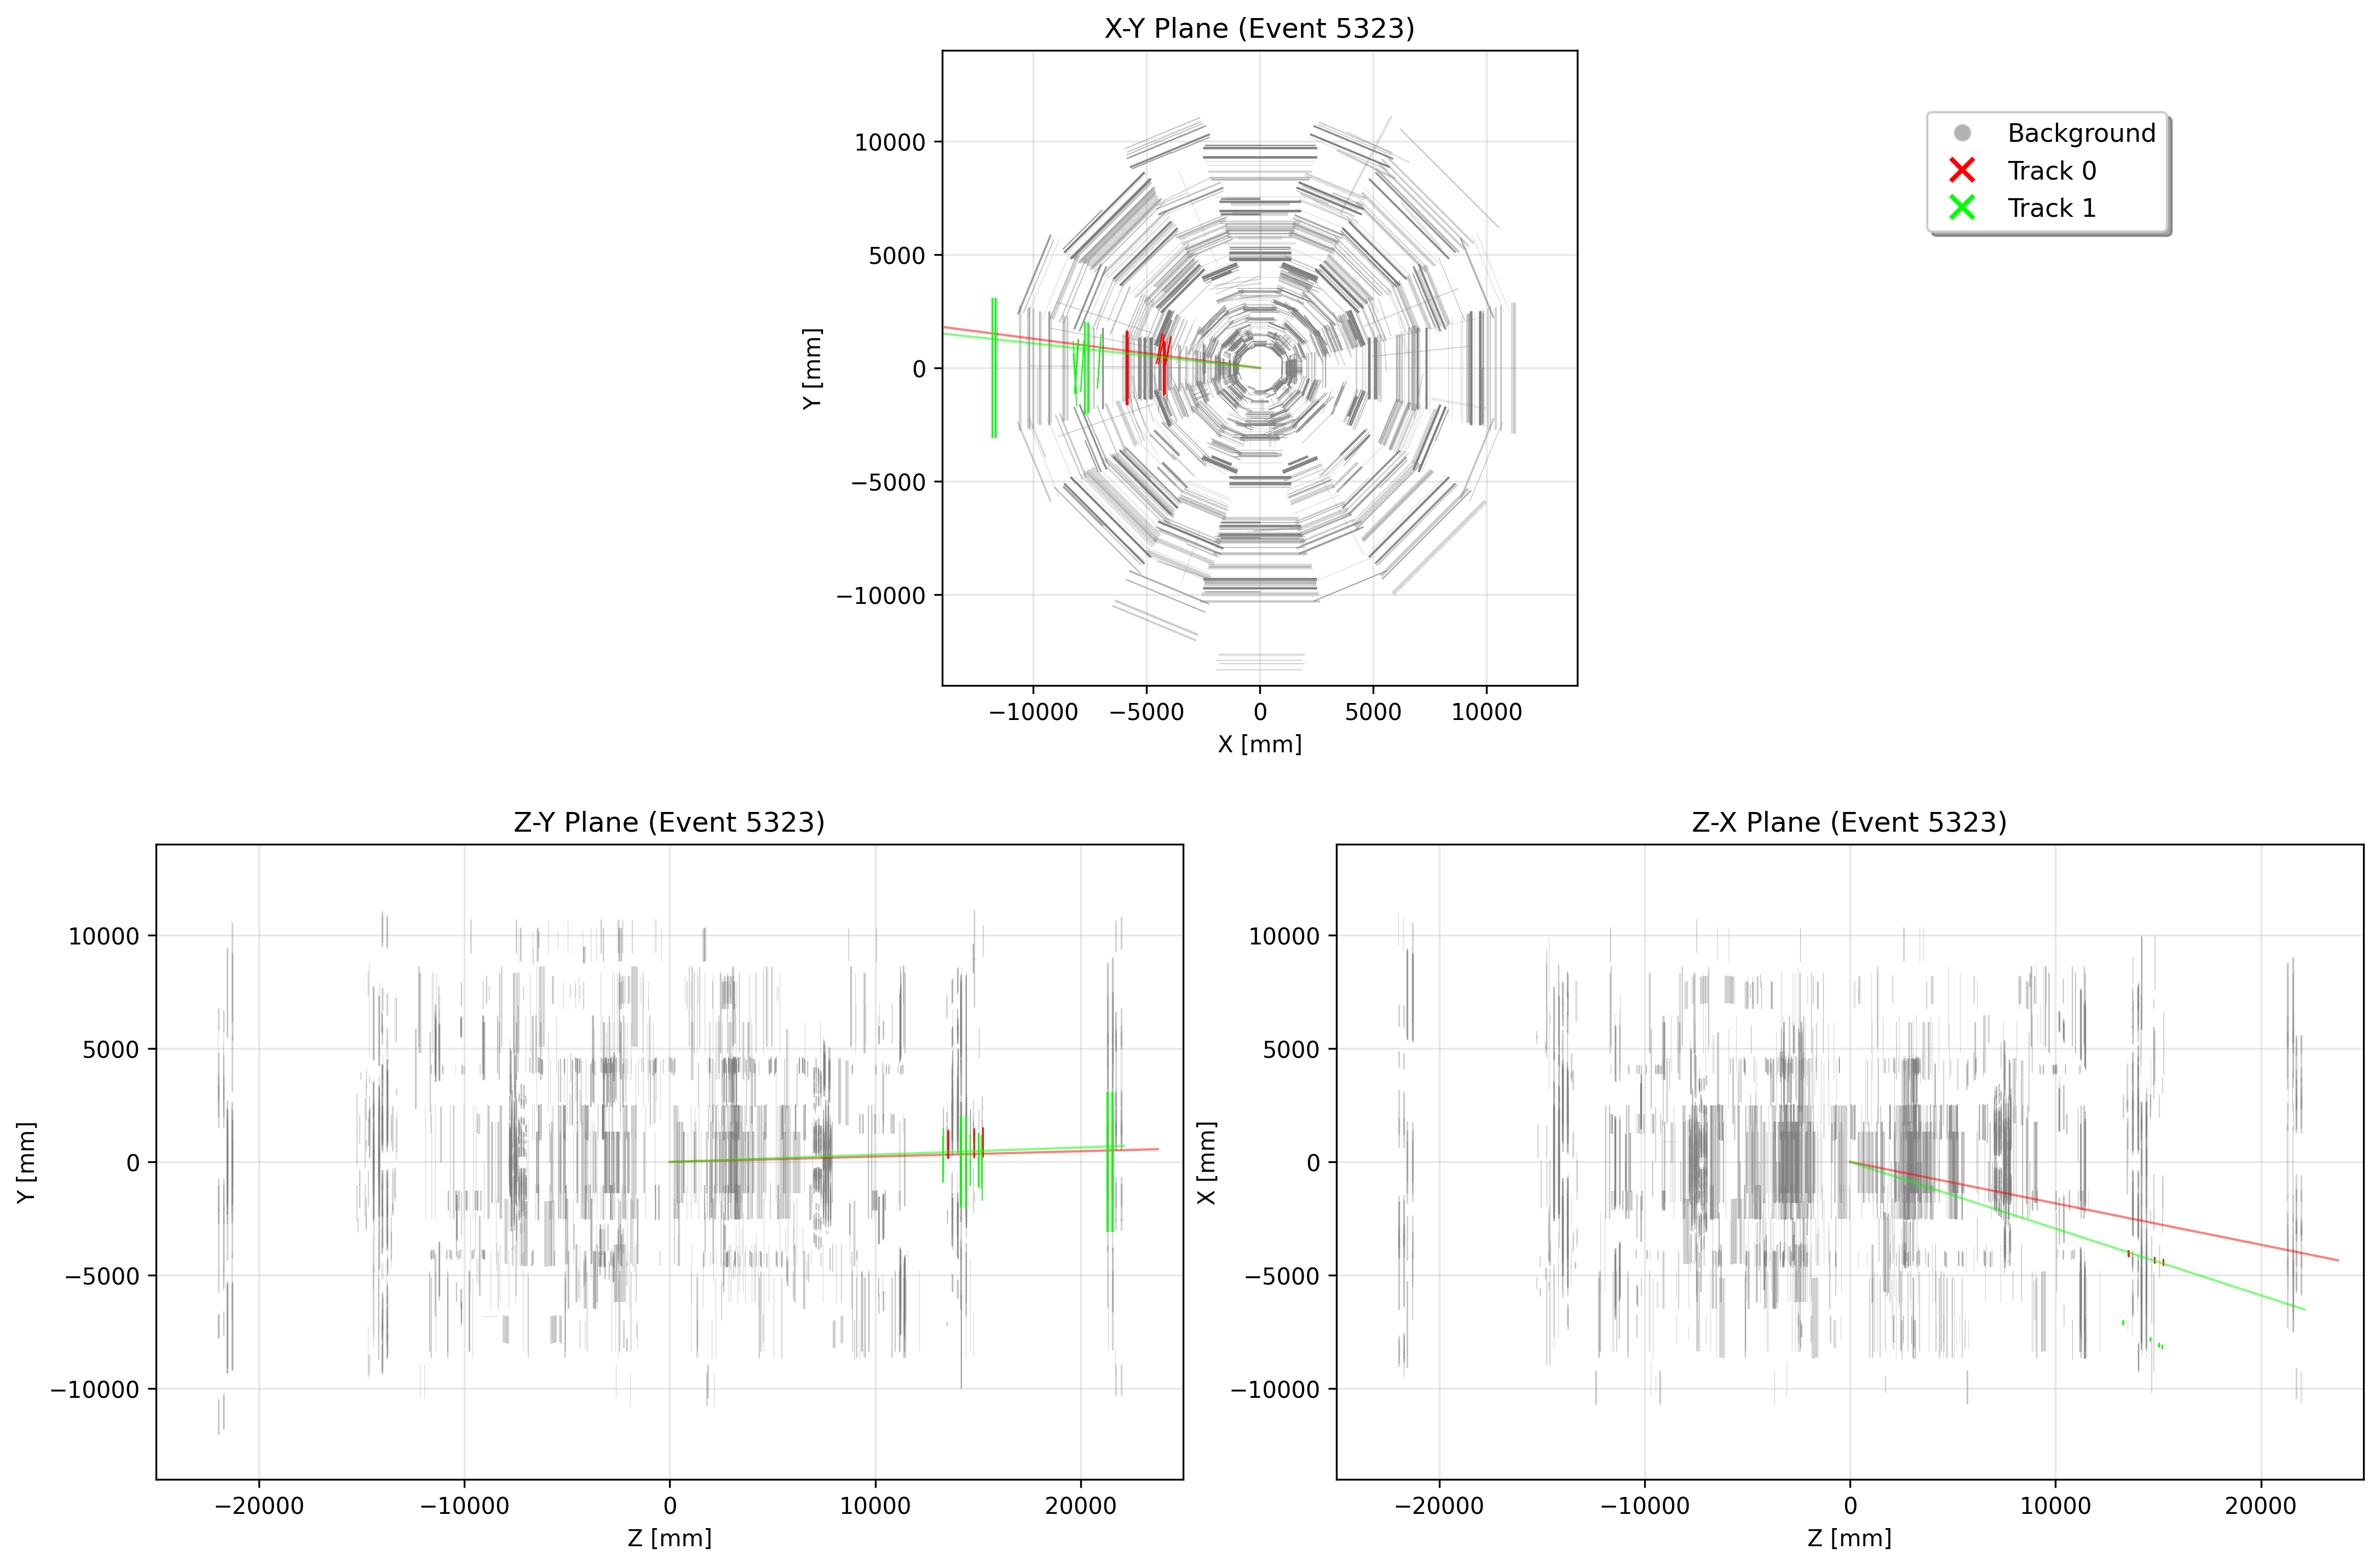 X-Y Plane (Event 5323)
Background
Track 0
Track 1
10000
5000
0
−5000
−10000
Y [mm]
−10000 −5000 0 5000 10000
X [mm]
Z-Y Plane (Event 5323)
10000
5000
0
−5000
−10000
Y [mm]
−20000 −10000 0 10000 20000
Z [mm]
Z-X Plane (Event 5323)
10000
5000
0
−5000
−10000
X [mm]
−20000 −10000 0 10000 20000
Z [mm]